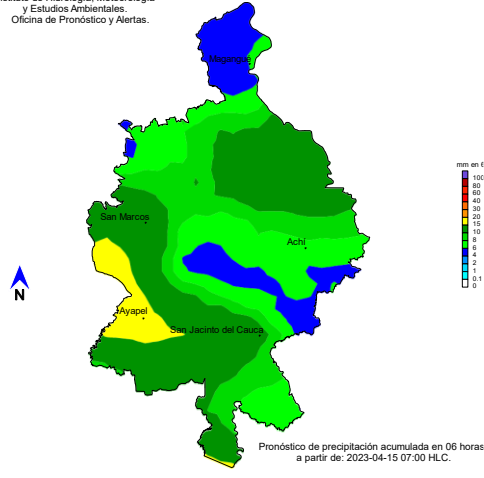 y Estudios Ambientales.
Oficina de Pronóstico y Alertas.
Magangué
San Marcos
Achí
Ayapel
San Jacinto del Cauca
N
mm en 6
100
80
60
40
30
20
15
10
8
6
4
2
1
0.1
0
Pronóstico de precipitación acumulada en 06 horas
a partir de: 2023-04-15 07:00 HLC.